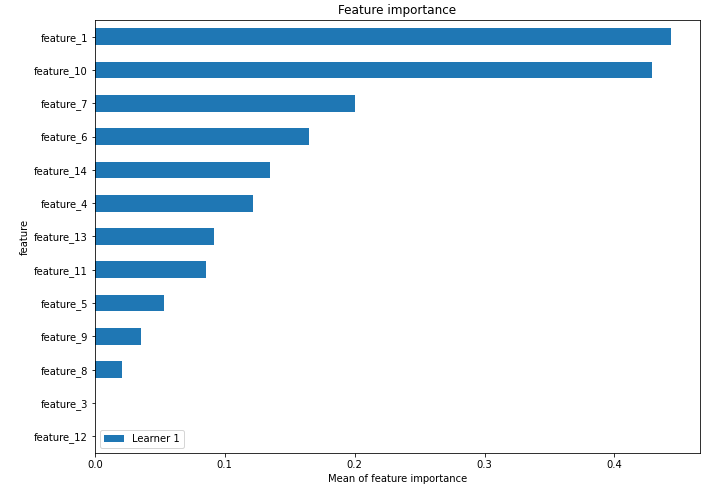 Feature importance
feature_1
feature_10
feature_7
feature_6
feature_14
feature_4
feature_13
feature_11
feature_5
feature_9
feature_8
feature_3
feature_12
feature
Learner 1
0.0 0.1 0.2 0.3 0.4
Mean of feature importance